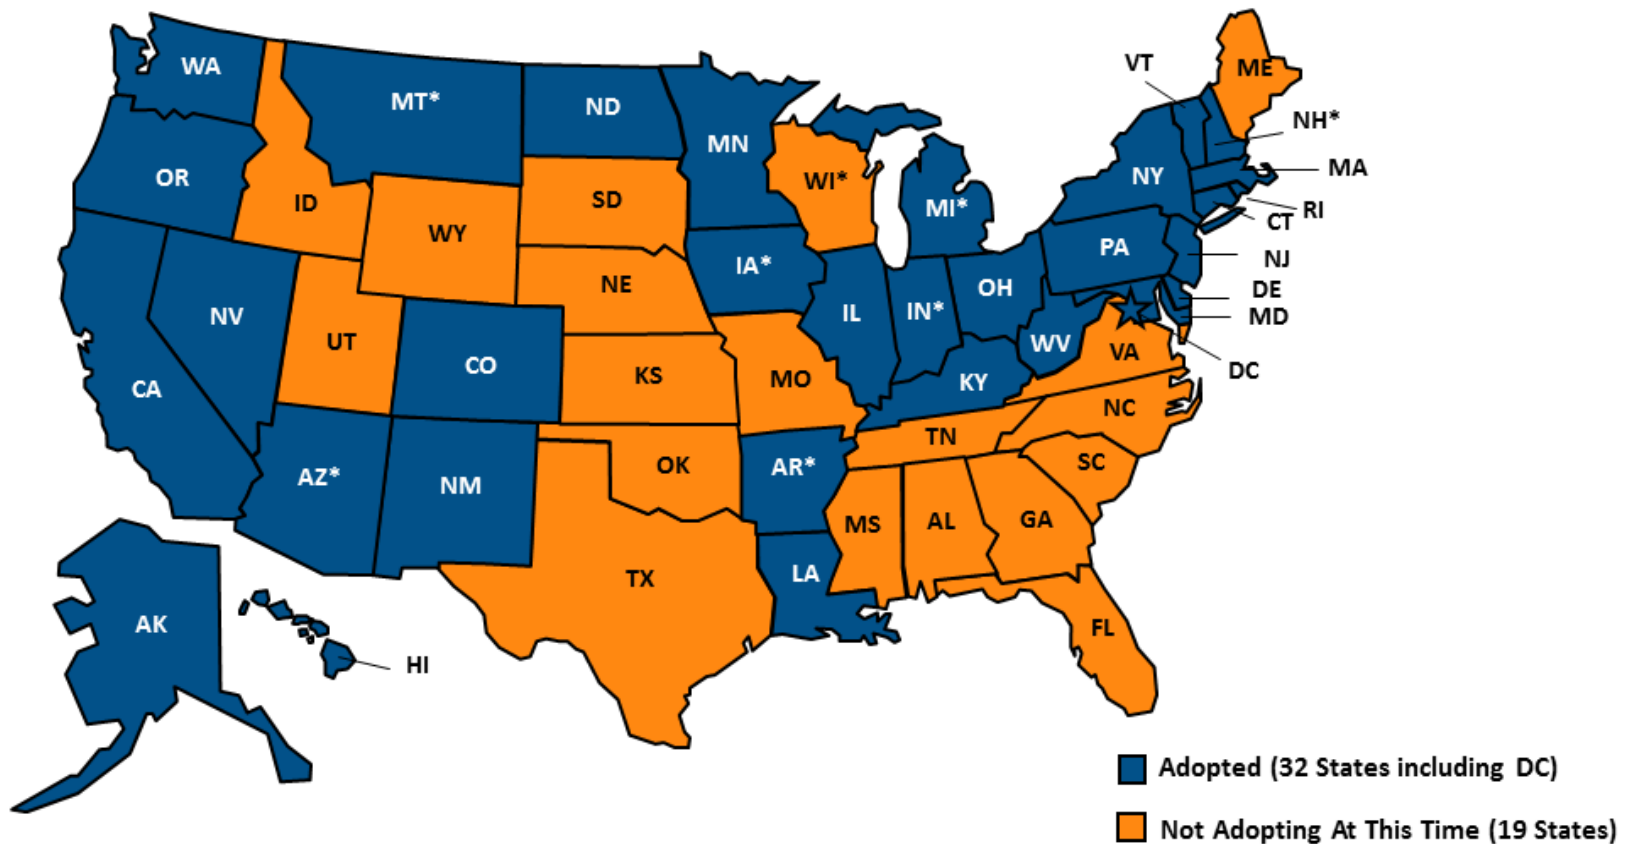 WA
MT*
ND
MN
VT
ME
NH*
MA
NY
RI
CT
OR
ID
WY
SD
WI*
MI*
PA
NJ
DE
MD
DC
NV
UT
CO
NE
IA*
IL
IN*
OH
WV
VA
CA
KS
MO
KY
NC
TN
SC
AZ*
NM
OK
AR*
MS
AL
GA
TX
LA
FL
AK
HI
Adopted (32 States including DC)
Not Adopting At This Time (19 States)